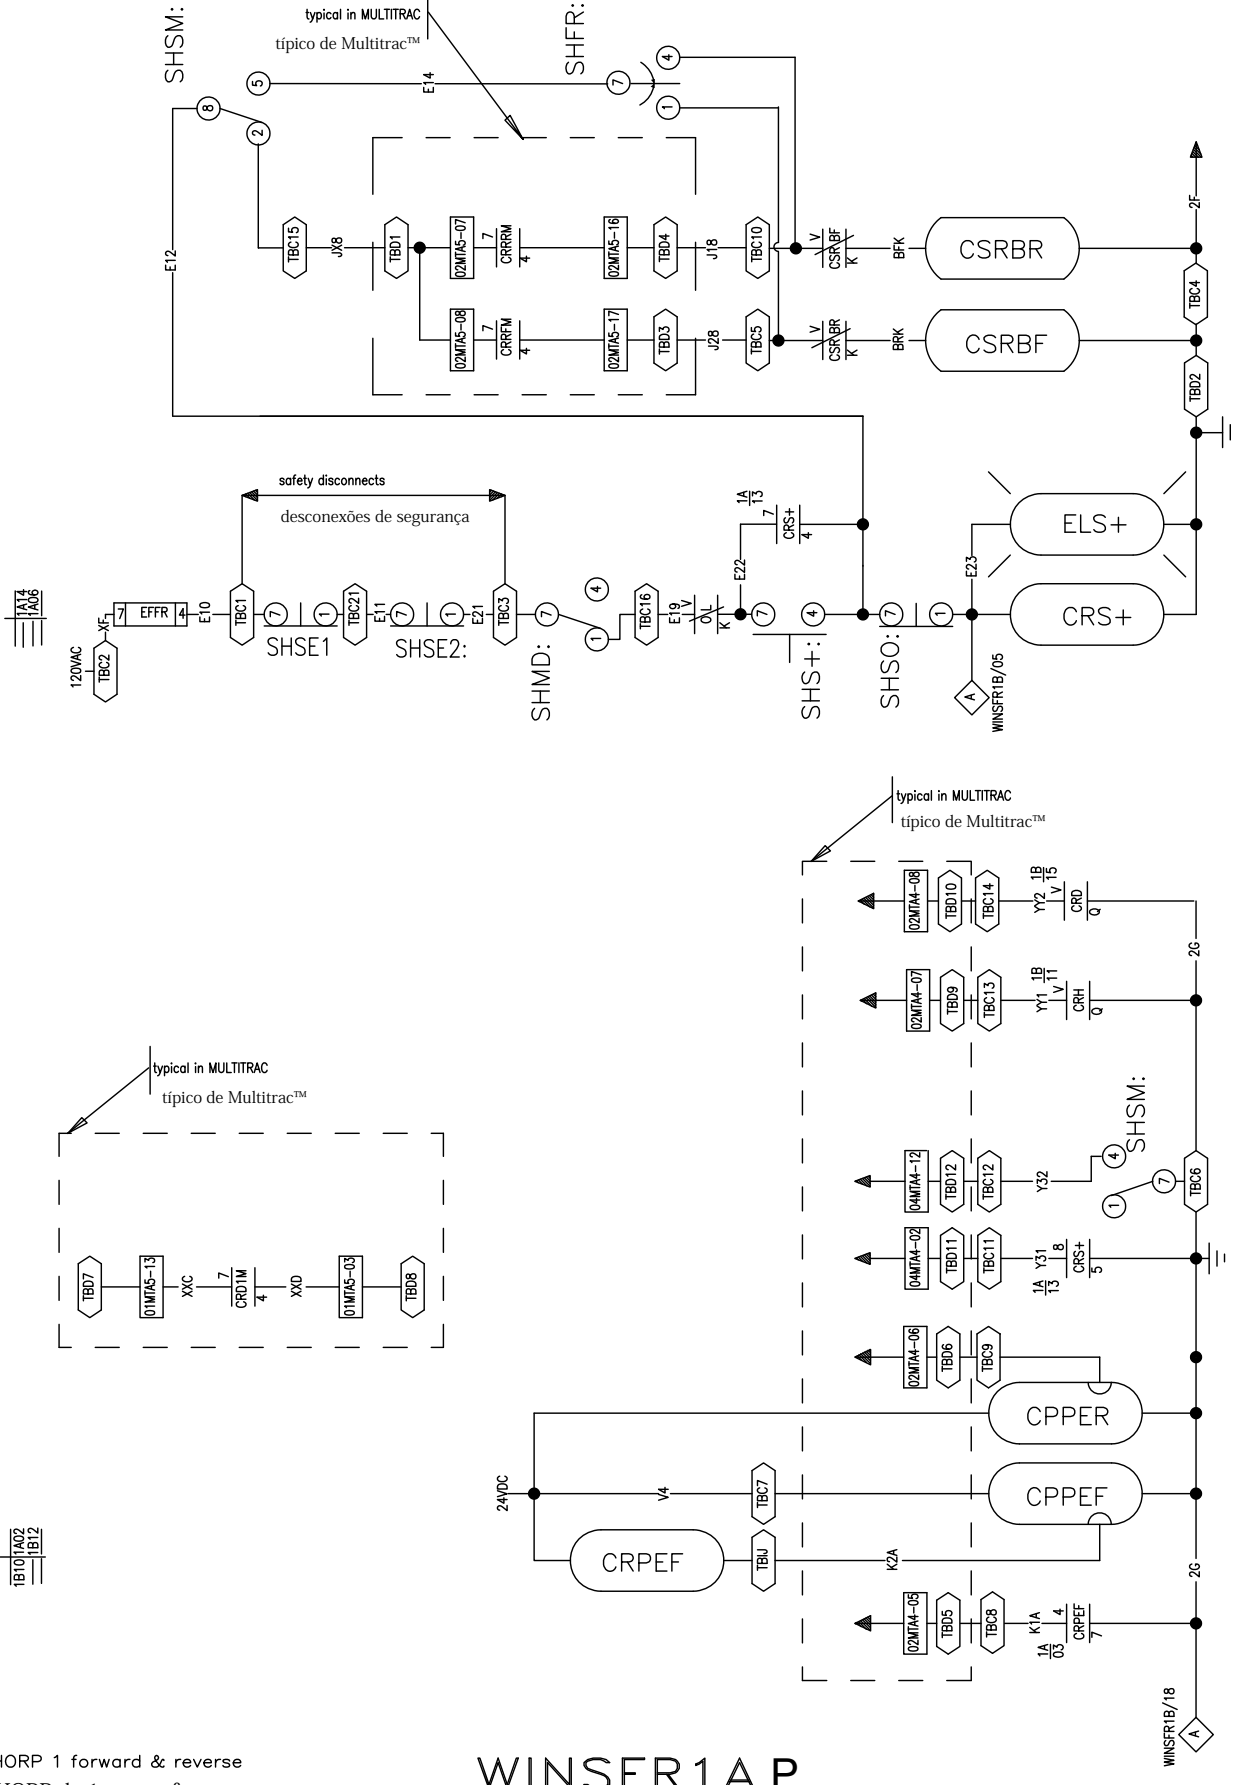 SHSM:
typical in MULTITRAC
típico de Multitrac™
SHFR:
5
E14
7
4
8
1
2
E12
TBC15
JX8
TBD1
02MTA5-07
7
CRRRM
4
02MTA5-16
TBD4
J18
TBC10
V
CSRBF
K
BFK
CSRBR
2F
02MTA5-08
7
CRRFM
4
02MTA5-17
TBD3
J28
TBC5
V
CSRBR
K
BRK
CSRBF
TBC4
TBD2
safety disconnects
desconexões de segurança
1A14
1A06
120VAC
TBC2
XF
7 EFFR 4
E10
TBC1
7
1
SHSE1
TBC21
E11
7
1
SHSE2:
E21
TBC3
7
SHMD:
4
1
TBC16
E19
V
OL
K
E22
1A
13
7
CRS+
4
7
4
SHS+:
7
1
SHSO:
E23
ELS+
CRS+
A
WINSFR1B/05
typical in MULTITRAC
típico de Multitrac™
02MTA4-08
TBD10
TBC14
YY2
1B
15
V
CRD
Q
2G
02MTA4-07
TBD9
TBC13
YY1
1B
11
V
CRH
Q
typical in MULTITRAC
típico de Multitrac™
TBD7
01MTA5-13
XXC
7
CRD1M
4
XXD
01MTA5-03
TBD8
04MTA4-12
TBD12
TBC12
Y32
4
SHSM:
1
7
TBC6
04MTA4-02
TBD11
TBC11
Y31
1A
13
8
CRS+
5
02MTA4-06
TBD6
TBC9
CPPER
24VDC
V4
TBC7
CPPEF
1B10
1A02
1B12
CRPEF
TBIJ
K2A
2G
02MTA4-05
TBD5
TBC8
K1A
1A
03
4
CRPEF
7
WINSFR1B/18
A
HORP 1 forward & reverse
WINSFR1AP